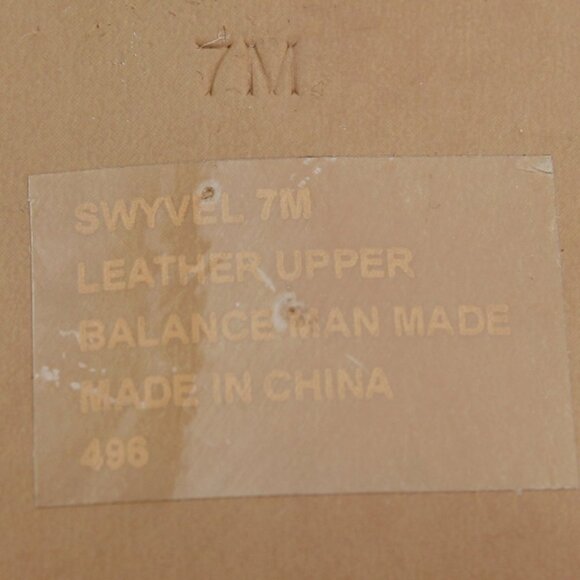 7M
SWYVEL 7M
LEATHER UPPER
BALANCE MAN MADE
MADE IN CHINA
496